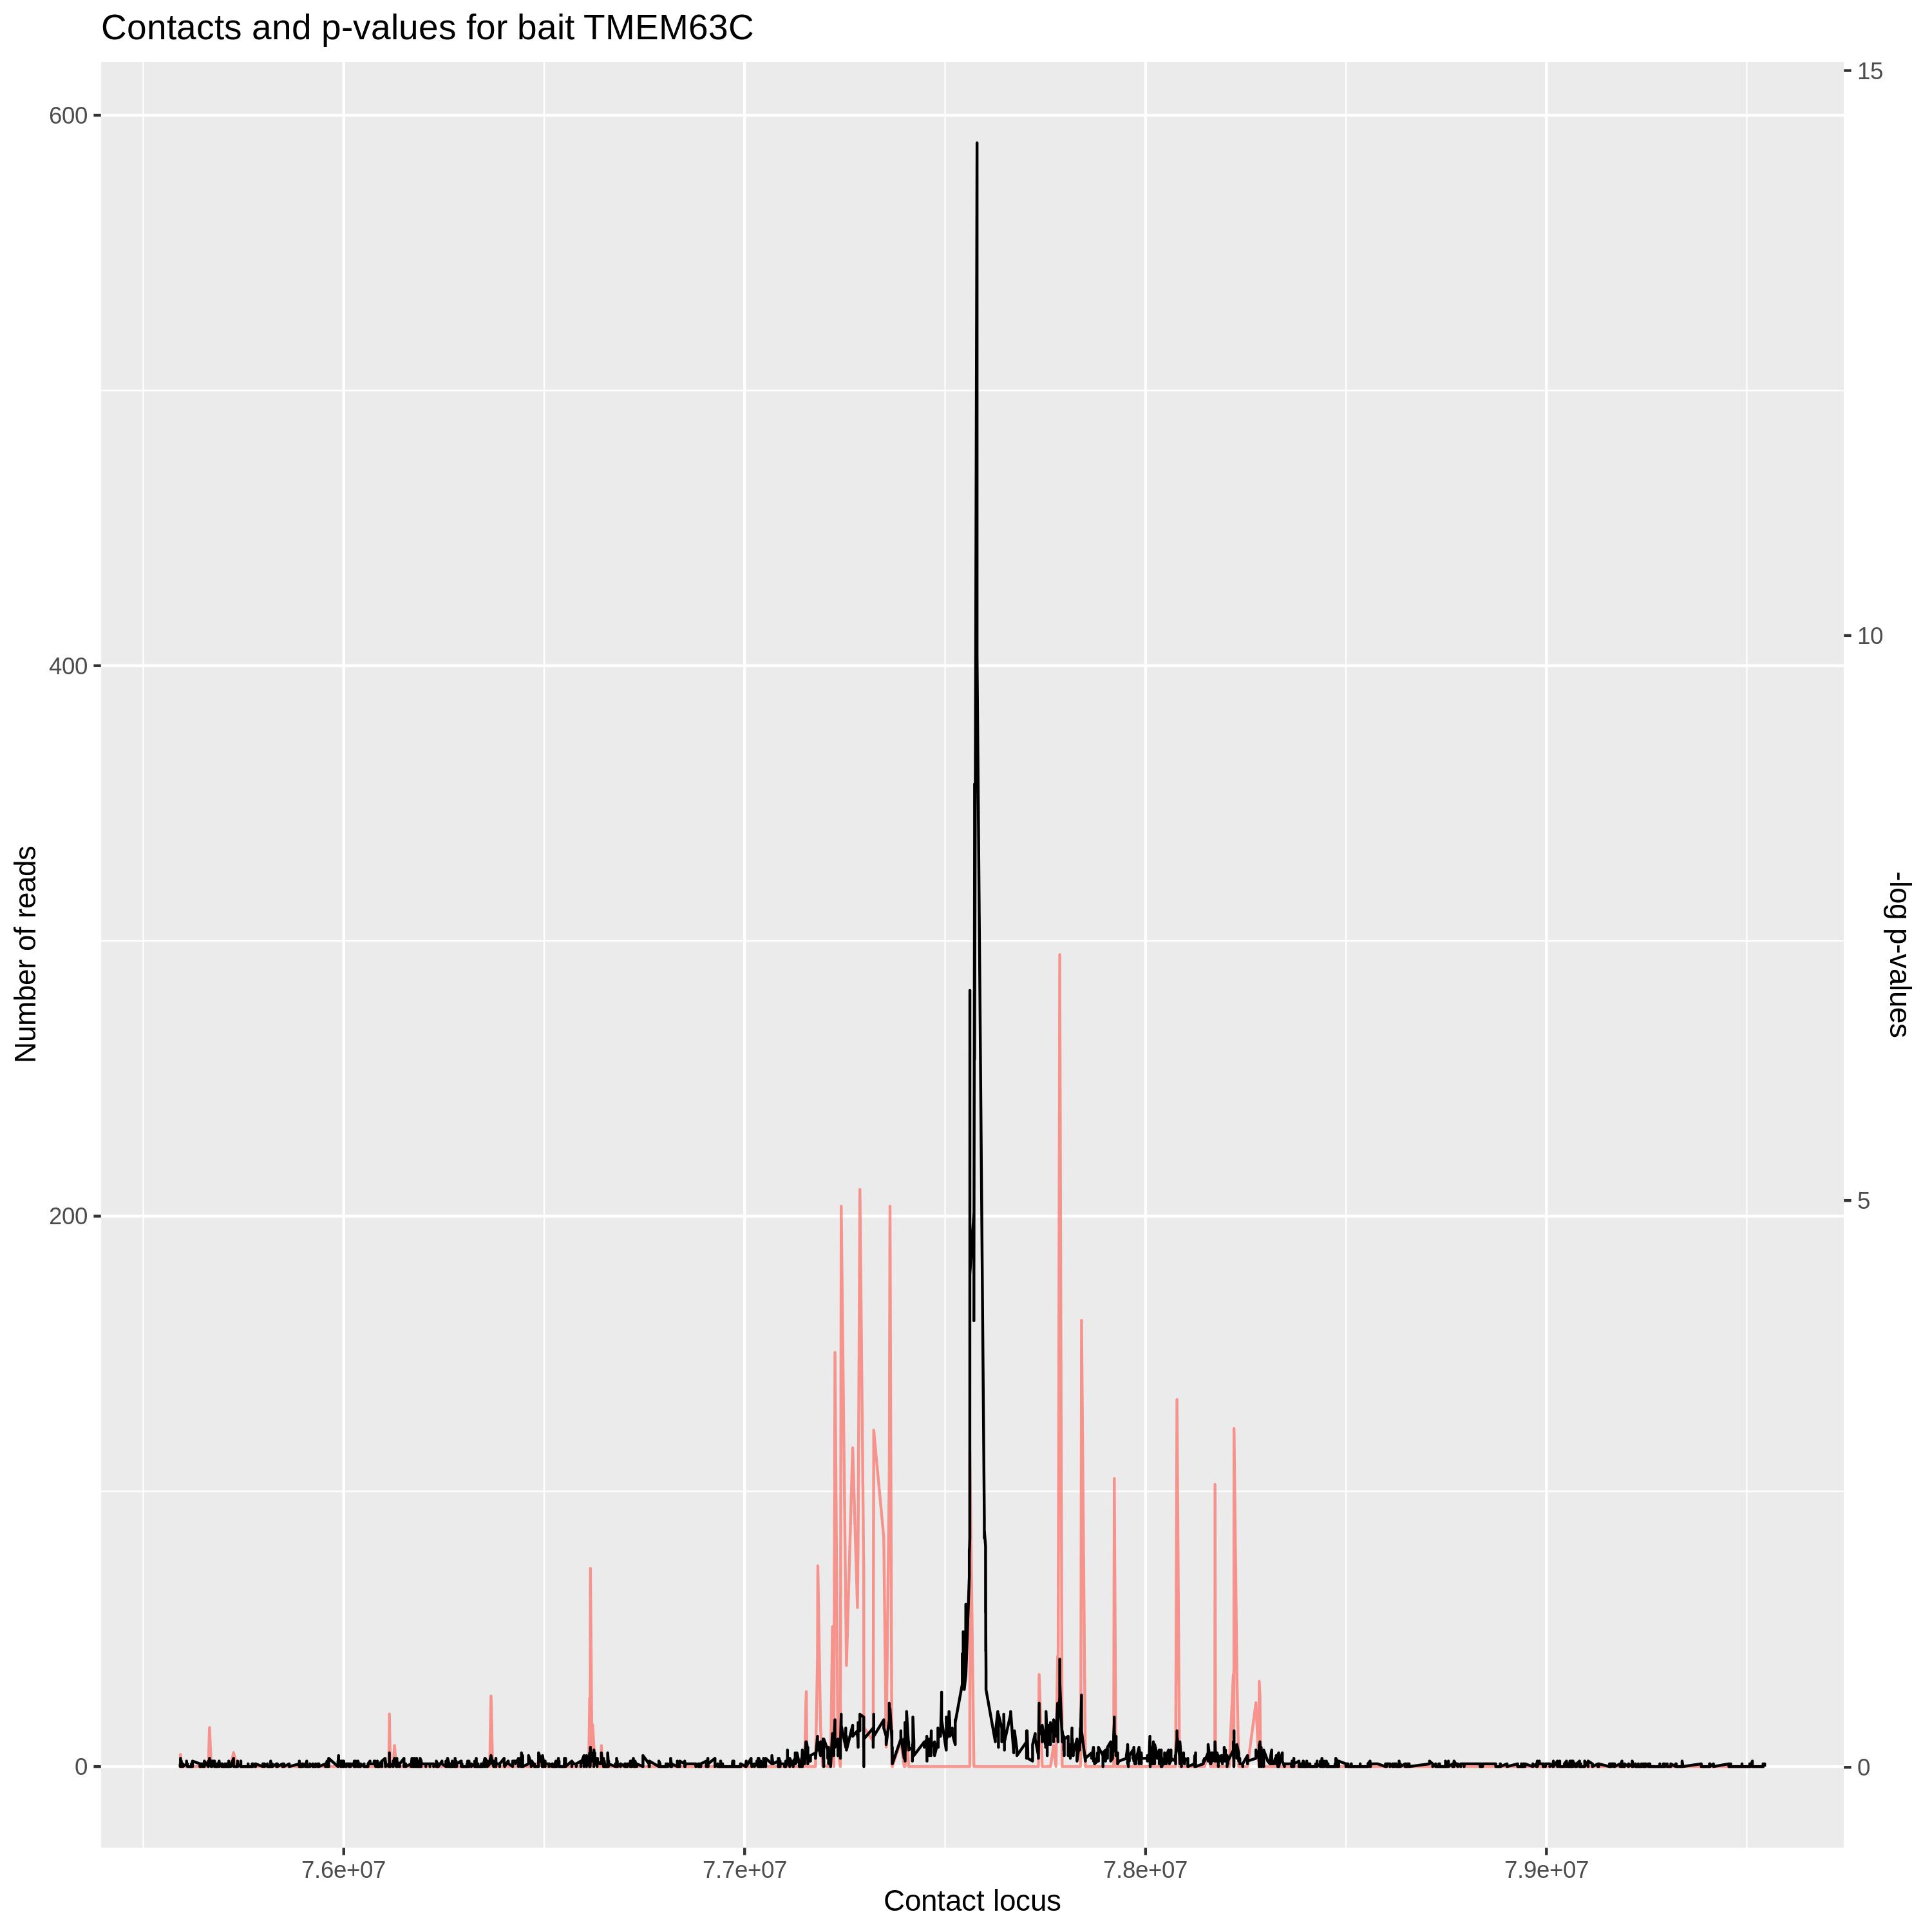 Contacts and p-values for bait TMEM63C
600
400
200
0
Number of reads
15
10
5
0
-log p-values
7.6e+07
7.7e+07
7.8e+07
7.9e+07
Contact locus